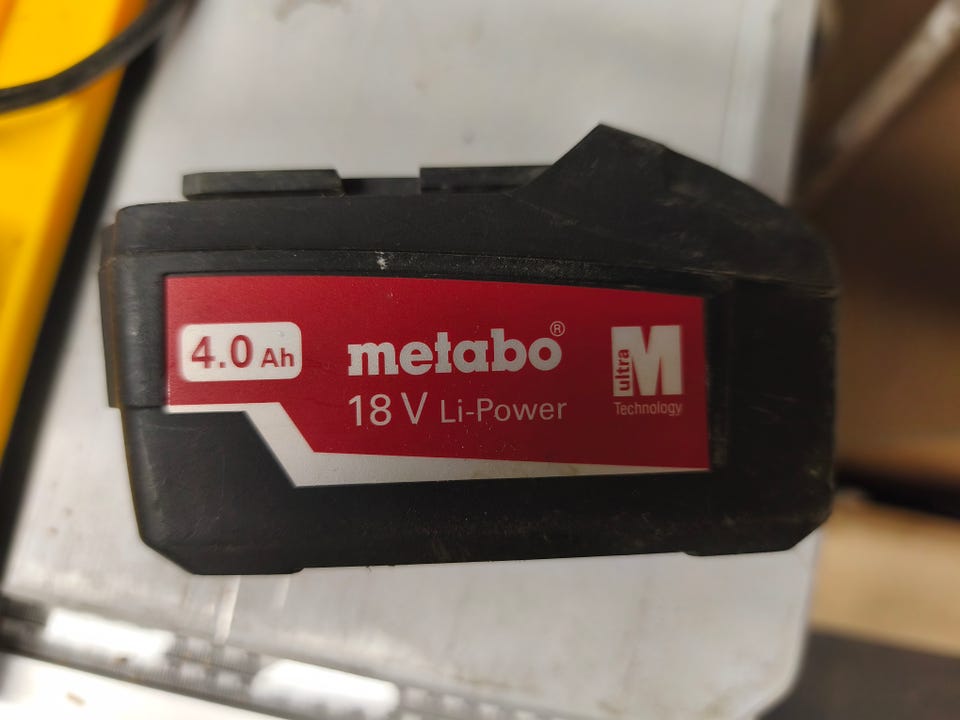 4.0 Ah
metabo®
18 V Li-Power
ultra M
Technology